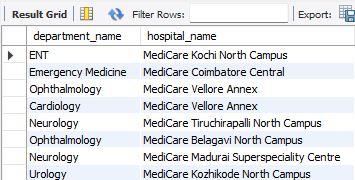 Result Grid Filter Rows: Export:
department_name hospital_name
ENT MediCare Kochi North Campus
Emergency Medicine MediCare Coimbatore Central
Ophthalmology MediCare Vellore Annex
Cardiology MediCare Vellore Annex
Neurology MediCare Tiruchirapalli North Campus
Ophthalmology MediCare Belagavi North Campus
Neurology MediCare Madurai Superspeciality Centre
Urology MediCare Kozhikode North Campus